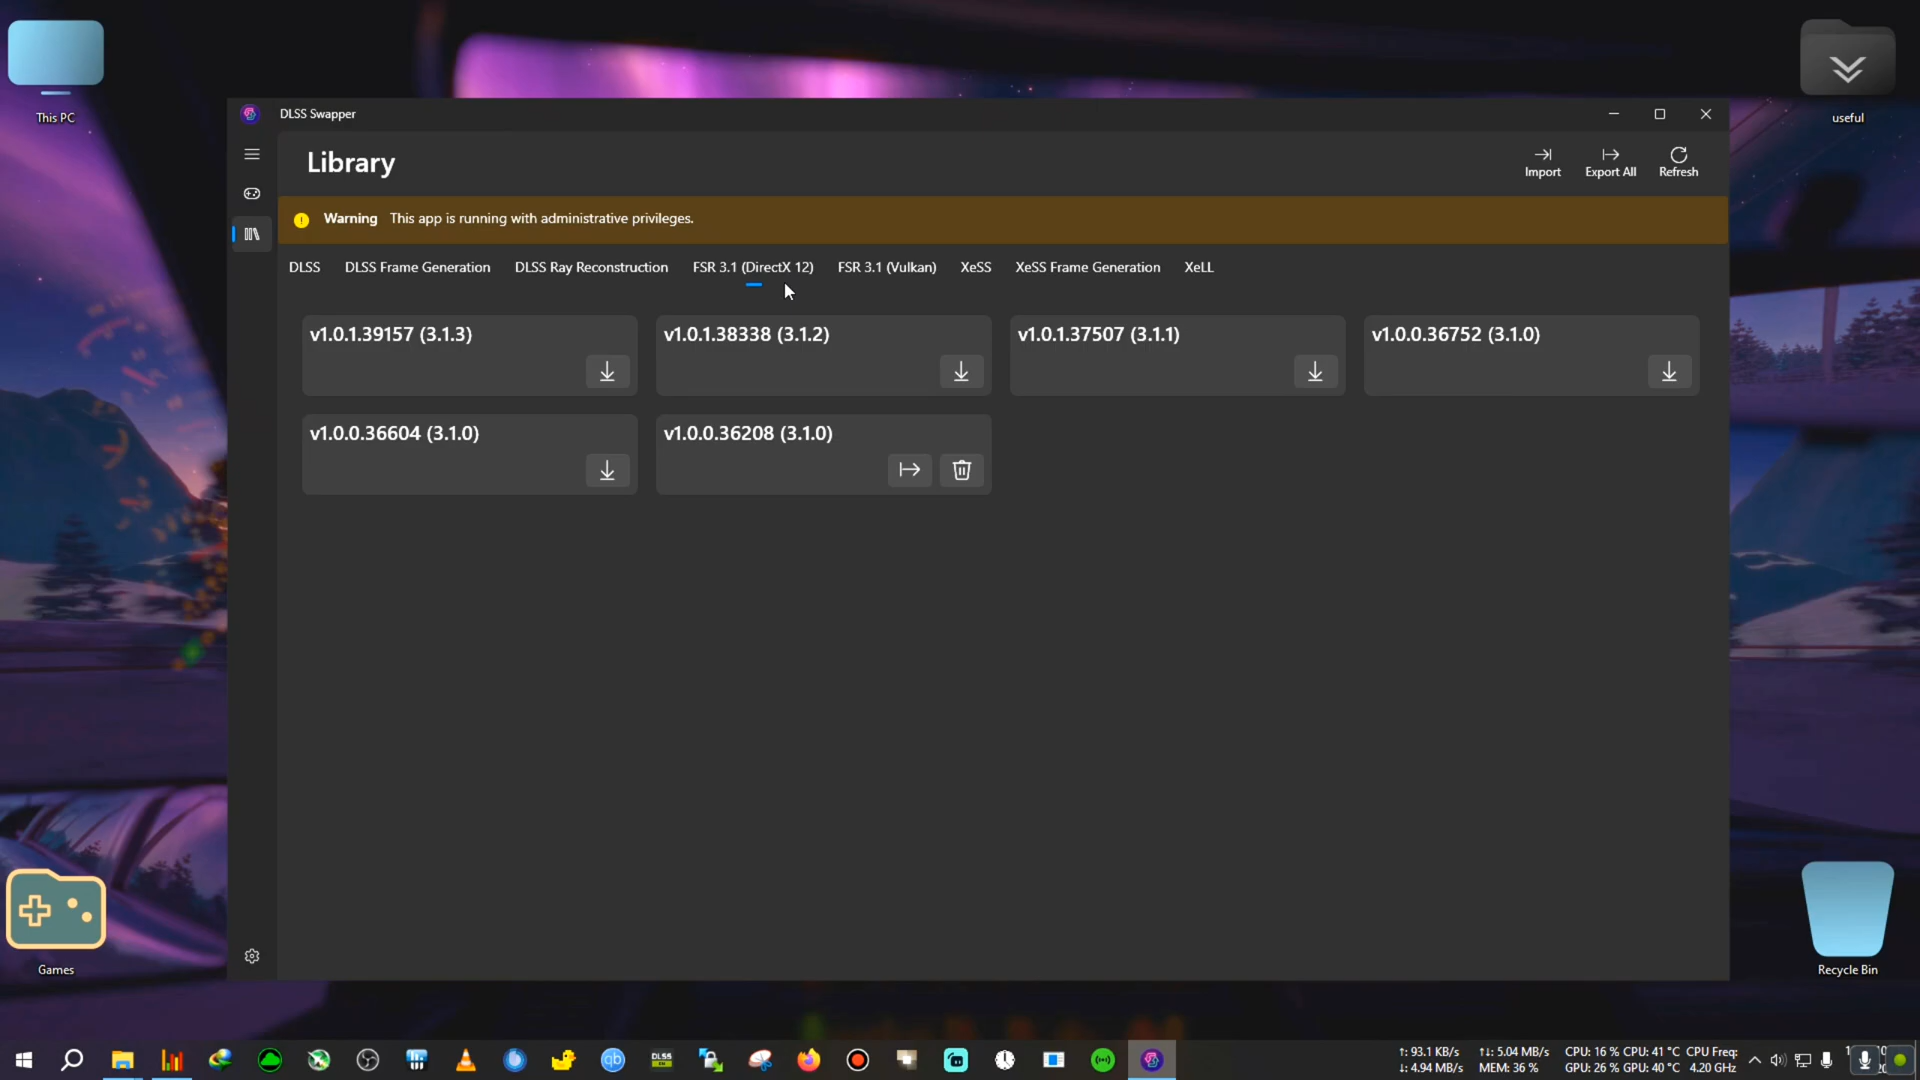 This PC
useful
DLSS Swapper
Library
Import
Export All
Refresh
Warning This app is running with administrative privileges.
DLSS
DLSS Frame Generation
DLSS Ray Reconstruction
FSR 3.1 (DirectX 12)
FSR 3.1 (Vulkan)
XeSS
XeSS Frame Generation
XeLL
v1.0.1.39157 (3.1.3)
v1.0.1.38338 (3.1.2)
v1.0.1.37507 (3.1.1)
v1.0.0.36752 (3.1.0)
v1.0.0.36604 (3.1.0)
v1.0.0.36208 (3.1.0)
Games
Recycle Bin
qb
DLSS
↑: 93.1 KB/s ↑↓: 5.04 MB/s CPU: 16 % CPU: 41 °C CPU Freq:
↓: 4.94 MB/s MEM: 36 % GPU: 26 % GPU: 40 °C 4.20 GHz